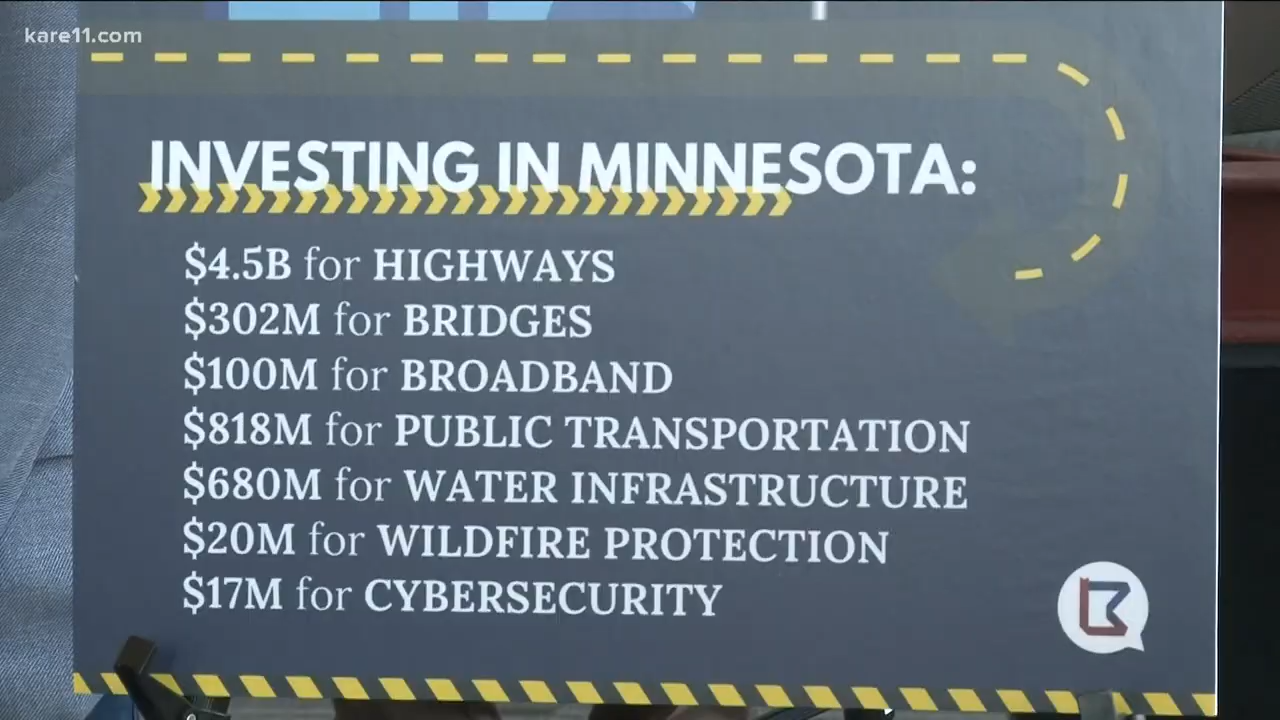 kare11.com
INVESTING IN MINNESOTA:
$4.5B for HIGHWAYS
$302M for BRIDGES
$100M for BROADBAND
$818M for PUBLIC TRANSPORTATION
$680M for WATER INFRASTRUCTURE
$20M for WILDFIRE PROTECTION
$17M for CYBERSECURITY